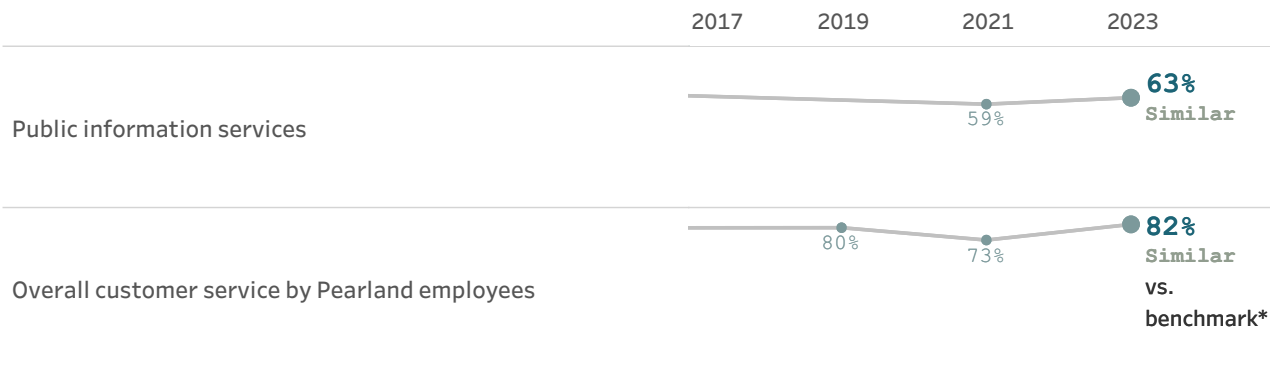 2017 2019 2021 2023
63%
Similar
59%
Public information services
82%
80%
73%
Similar
Overall customer service by Pearland employees
vs.
benchmark*